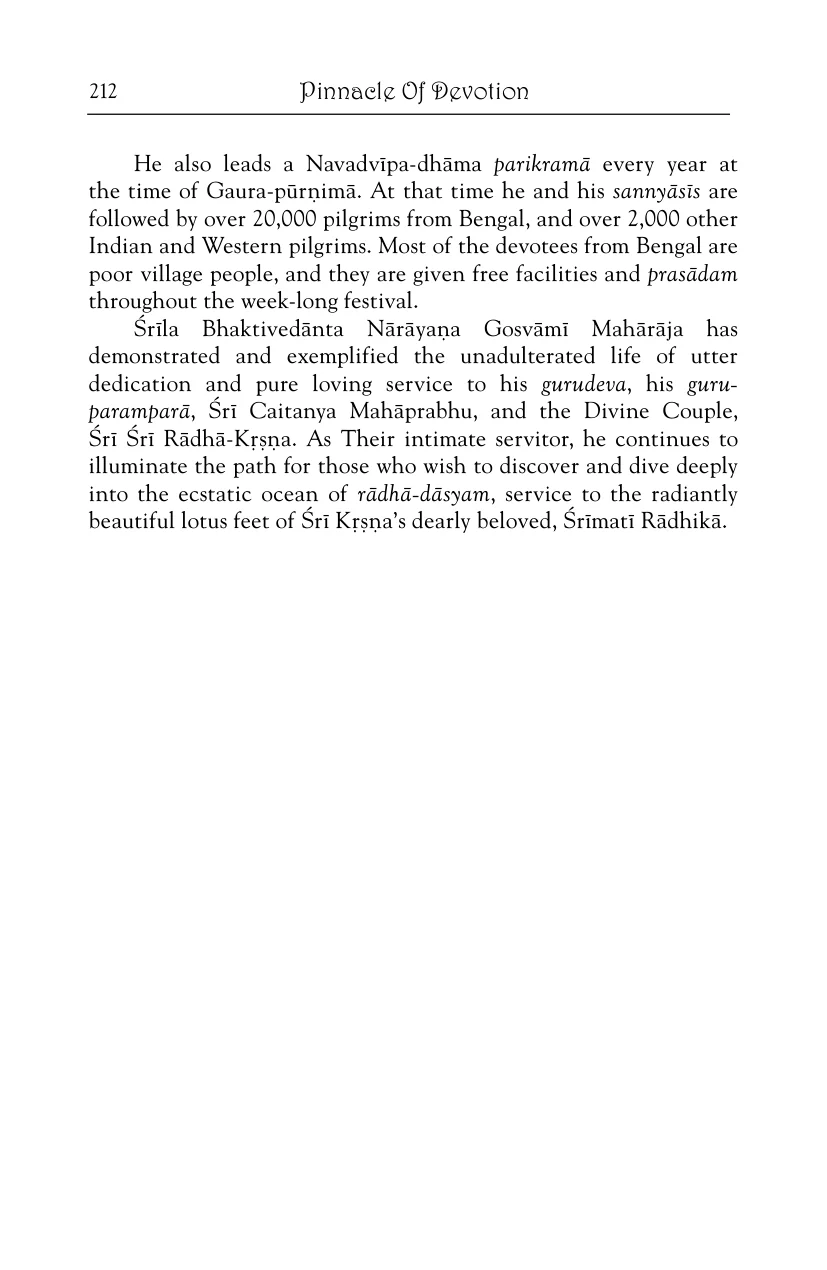 212 Pinnacle Of Devotion
He also leads a Navadvīpa-dhāma parikramā every year at
the time of Gaura-pūrṇimā. At that time he and his sannyāsīs are
followed by over 20,000 pilgrims from Bengal, and over 2,000 other
Indian and Western pilgrims. Most of the devotees from Bengal are
poor village people, and they are given free facilities and prasādam
throughout the week-long festival.
Śrīla Bhaktivedānta Nārāyaṇa Gosvāmī Mahārāja has
demonstrated and exemplified the unadulterated life of utter
dedication and pure loving service to his gurudeva, his guru-
paramparā, Śrī Caitanya Mahāprabhu, and the Divine Couple,
Śrī Śrī Rādhā-Kṛṣṇa. As Their intimate servitor, he continues to
illuminate the path for those who wish to discover and dive deeply
into the ecstatic ocean of rādhā-dāsyam, service to the radiantly
beautiful lotus feet of Śrī Kṛṣṇa’s dearly beloved, Śrīmatī Rādhikā.